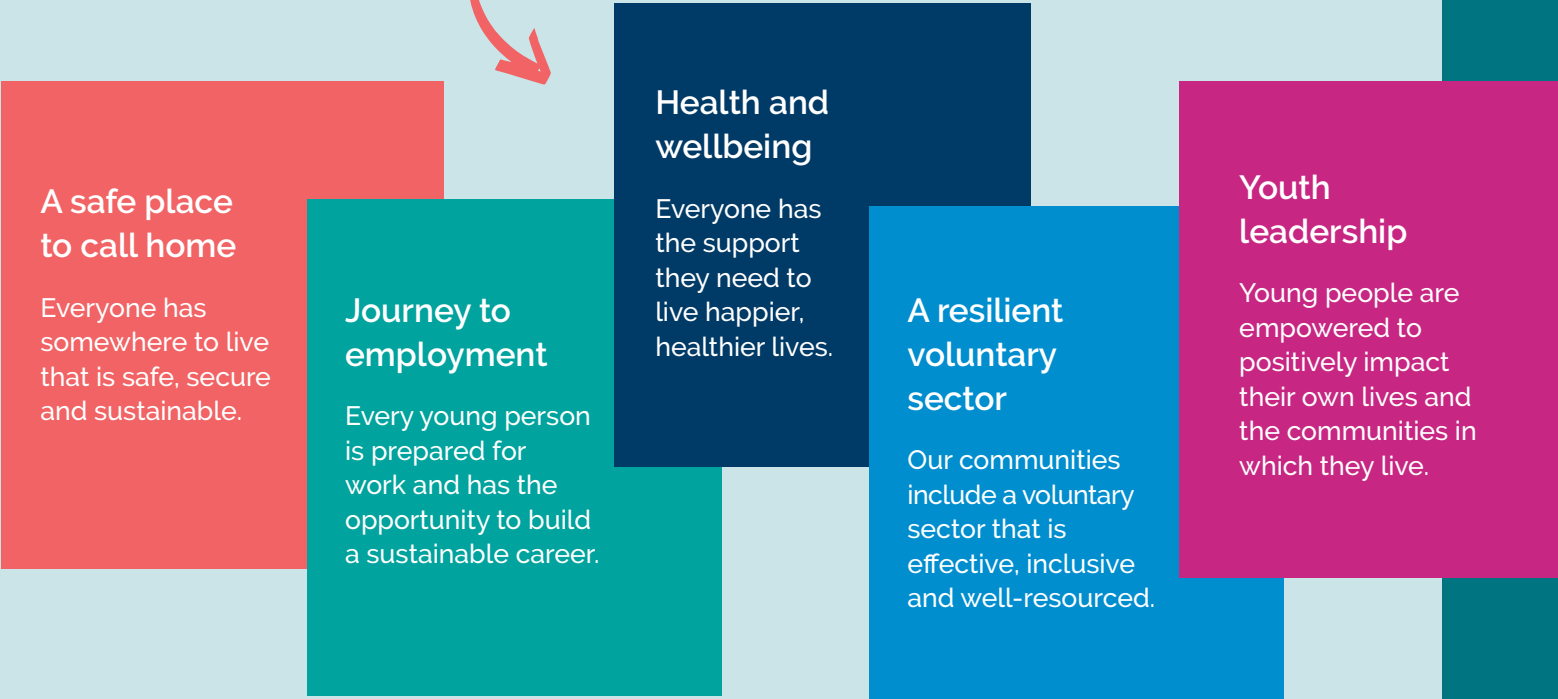 A safe place
to call home
Everyone has
somewhere to live
that is safe, secure
and sustainable.
Journey to
employment
Every young person
is prepared for
work and has the
opportunity to build
a sustainable career.
Health and
wellbeing
Everyone has
the support
they need to
live happier,
healthier lives.
A resilient
voluntary
sector
Our communities
include a voluntary
sector that is
effective, inclusive
and well-resourced.
Youth
leadership
Young people are
empowered to
positively impact
their own lives and
the communities in
which they live.